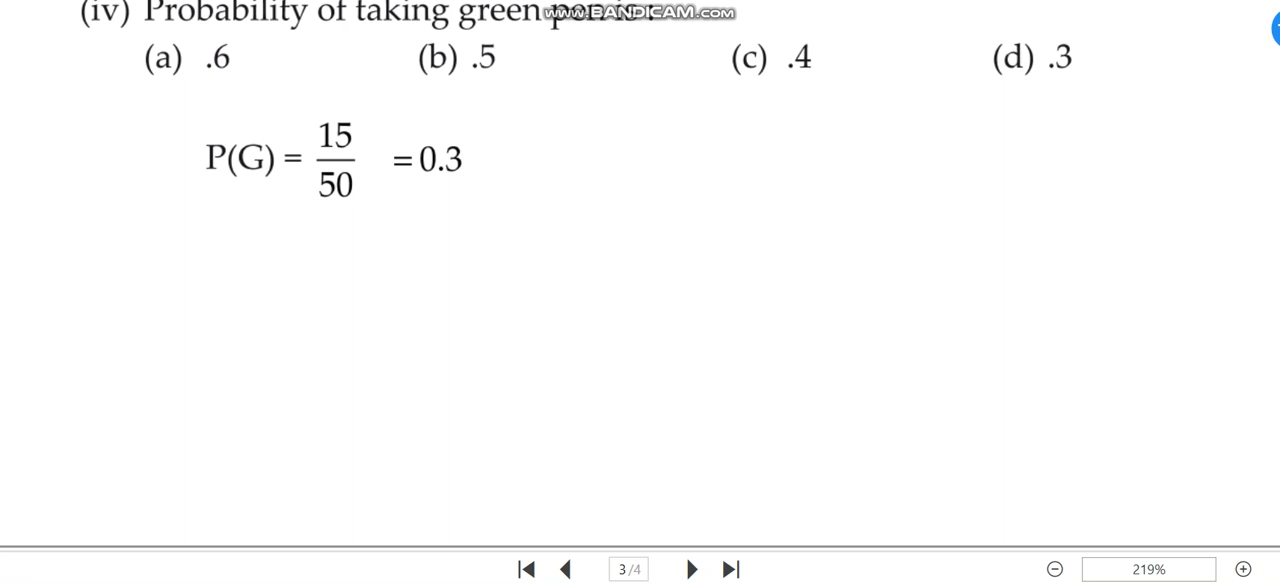 (iv) Probability of taking green
www.BANDICAM.com
(a) .6 (b) .5 (c) .4 (d) .3
P(G) = 15/50 = 0.3
3/4
219%